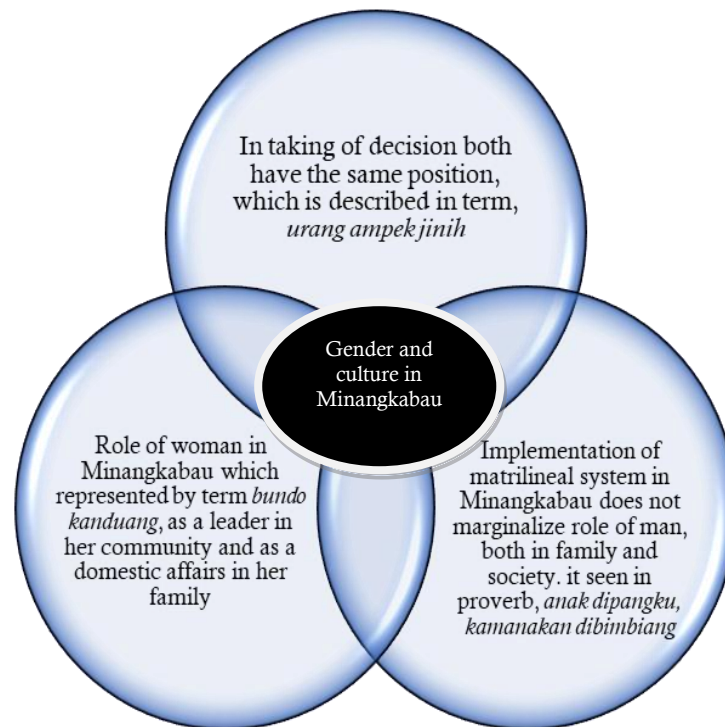 In taking of decision both
have the same position,
which is described in term,
urang ampek jinih
Gender and
culture in
Minangkabau
Role of woman in
Minangkabau which
represented by term bundo
kanduang, as a leader in
her community and as a
domestic affairs in her
family
Implementation of
matrilineal system in
Minangkabau does not
marginalize role of man,
both in family and
society. it seen in
proverb, anak dipangku,
kamanakan dibimbiang